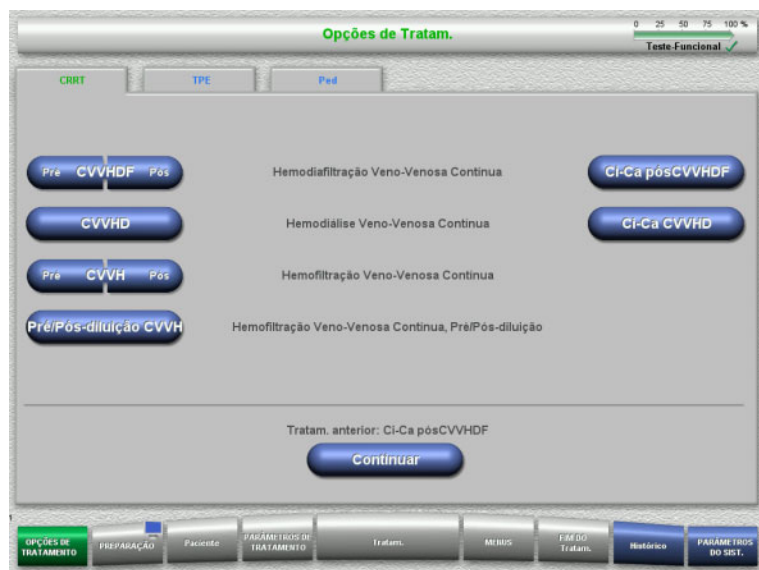 Opções de Tratam.
0 25 50 75 100 %
Teste-Funcional
CRRT TPE Ped
Pré CVVHDF Pós Hemodiafiltração Veno-Venosa Contínua Ci-Ca pósCVVHDF
CVVHD Hemodiálise Veno-Venosa Contínua Ci-Ca CVVHD
Pré CVVH Pós Hemofiltração Veno-Venosa Contínua
Pré/Pós-diluição CVVH Hemofiltração Veno-Venosa Contínua, Pré/Pós-diluição
Tratam. anterior: Ci-Ca pósCVVHDF
Continuar
1
OPÇÕES DE
TRATAMENTO
PREPARAÇÃO
Paciente
PARÂMETROS DE
TRATAMENTO
Tratam.
MENUS
FIM DO
Tratam.
Histórico
PARÂMETROS
DO SIST.